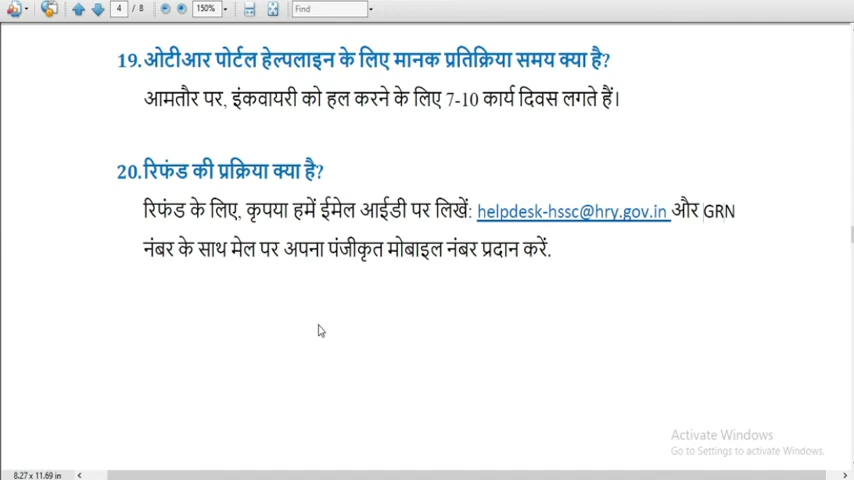 4 / 8 150% Find
19. ओटीआर पोर्टल हेल्पलाइन के लिए मानक प्रतिक्रिया समय क्या है?
आमतौर पर, इंकवायरी को हल करने के लिए 7-10 कार्य दिवस लगते हैं।
20. रिफंड की प्रक्रिया क्या है?
रिफंड के लिए, कृपया हमें ईमेल आईडी पर लिखें: helpdesk-hssc@hry.gov.in और GRN
नंबर के साथ मेल पर अपना पंजीकृत मोबाइल नंबर प्रदान करें.
Activate Windows
Go to Settings to activate Windows.
8.27 x 11.69 in